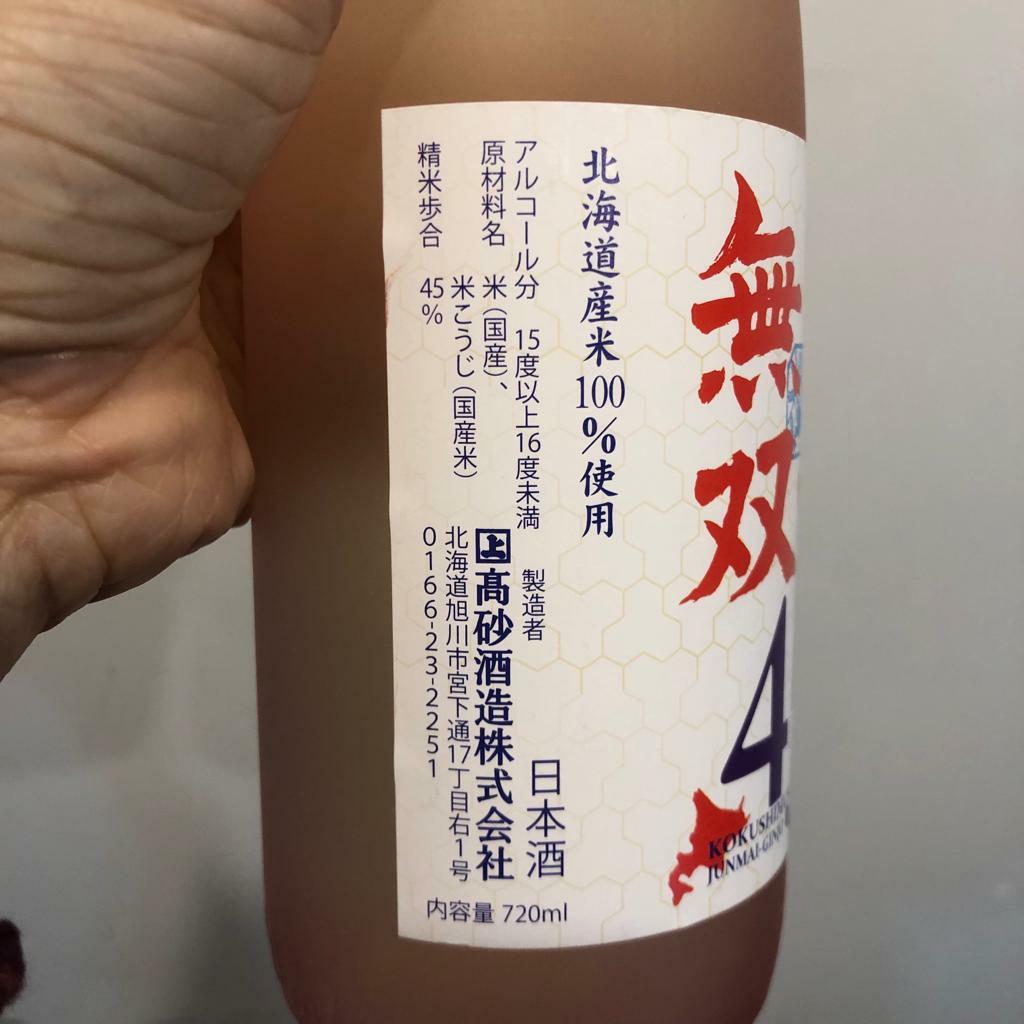 無双
4
KOKUSHIM
JUNMAI-GINJO
北海道産米100%使用
アルコール分 15度以上16度未満
原材料名 米(国産)、
米こうじ(国産米)
精米歩合 45%
製造者
上 髙砂酒造株式会社
北海道旭川市宮下通17丁目右1号
0166-23-2251
日本酒
内容量 720ml